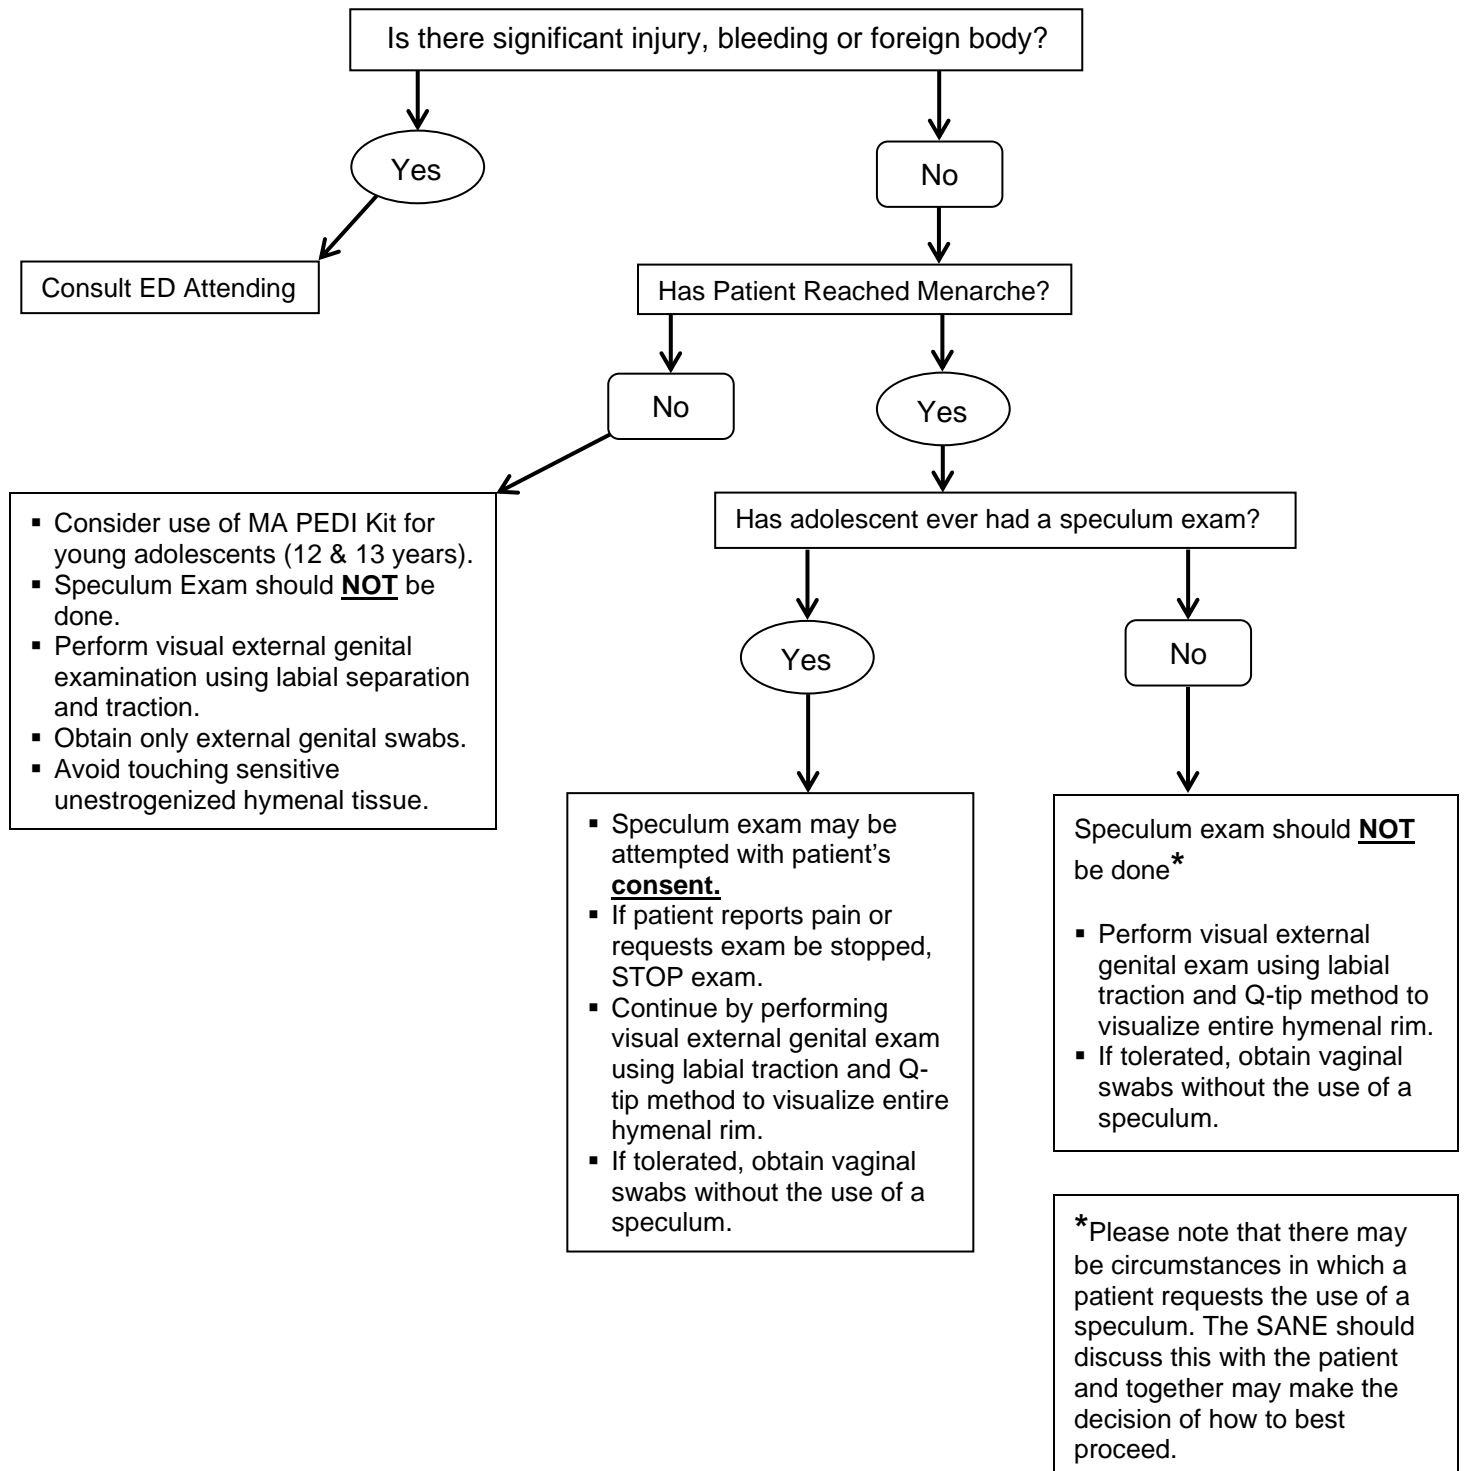 Is there significant injury, bleeding or foreign body?
Yes
No
Consult ED Attending
Has Patient Reached Menarche?
No
Yes
▪ Consider use of MA PEDI Kit for
young adolescents (12 & 13 years).
▪ Speculum Exam should NOT be
done.
▪ Perform visual external genital
examination using labial separation
and traction.
▪ Obtain only external genital swabs.
▪ Avoid touching sensitive
unestrogenized hymenal tissue.
Has adolescent ever had a speculum exam?
Yes
No
▪ Speculum exam may be
attempted with patient’s
consent.
▪ If patient reports pain or
requests exam be stopped,
STOP exam.
▪ Continue by performing
visual external genital exam
using labial traction and Q-
tip method to visualize entire
hymenal rim.
▪ If tolerated, obtain vaginal
swabs without the use of a
speculum.
Speculum exam should NOT
be done*
▪ Perform visual external
genital exam using labial
traction and Q-tip method to
visualize entire hymenal rim.
▪ If tolerated, obtain vaginal
swabs without the use of a
speculum.
*Please note that there may
be circumstances in which a
patient requests the use of a
speculum. The SANE should
discuss this with the patient
and together may make the
decision of how to best
proceed.